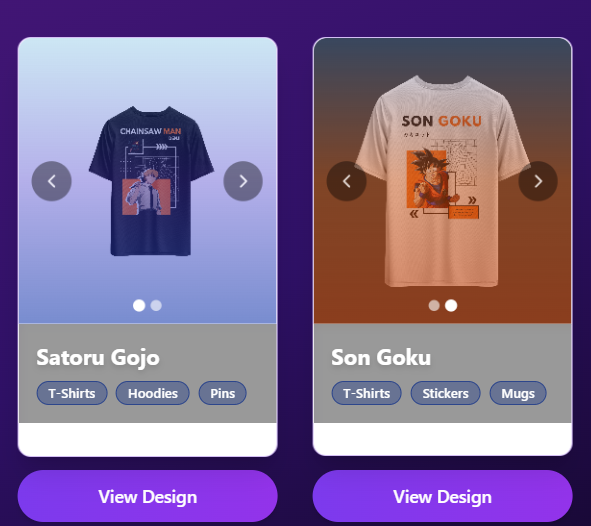 CHAINSAW MAN
SON GOKU
Satoru Gojo
T-Shirts
Hoodies
Pins
Son Goku
T-Shirts
Stickers
Mugs
View Design
View Design